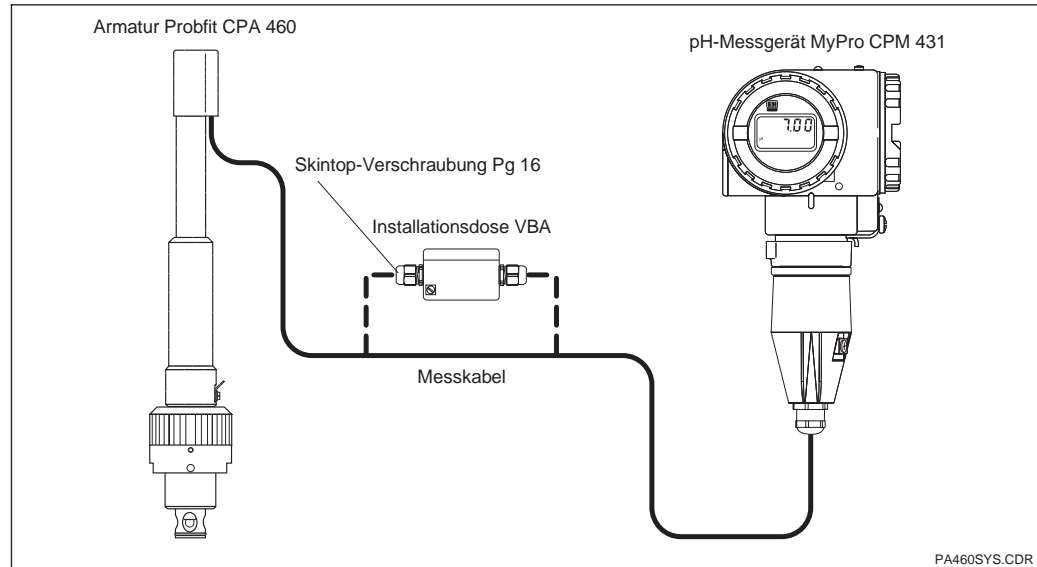 Armatur Probfit CPA 460
pH-Messgerät MyPro CPM 431
7.00
Skintop-Verschraubung Pg 16
Installationsdose VBA
Messkabel
PA460SYS.CDR